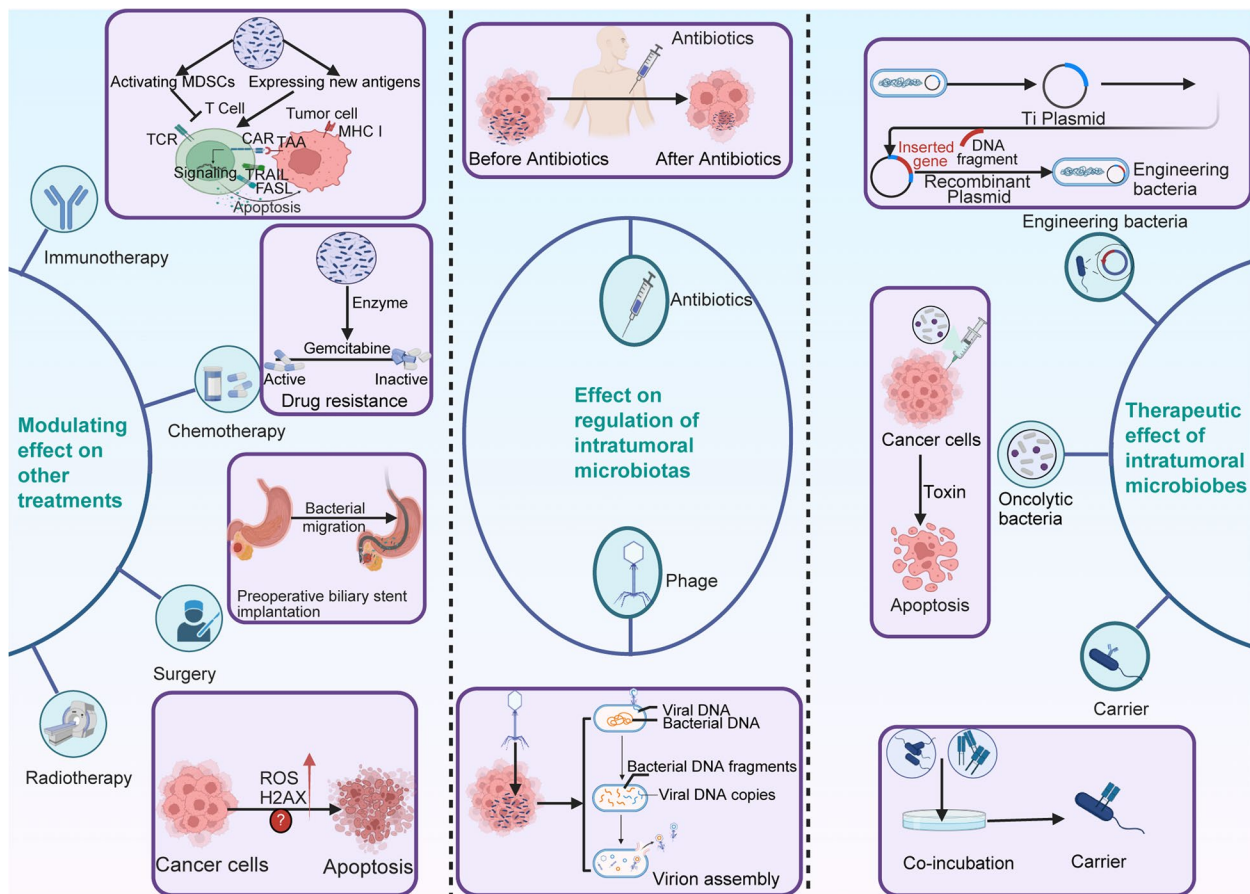 Activating MDSCs
Expressing new antigens
T Cell
Tumor cell
TCR
CAR
TAA
MHC I
Signaling
TRAIL
FASL
Apoptosis
Immunotherapy
Enzyme
Gemcitabine
Active
Inactive
Drug resistance
Chemotherapy
Modulating
effect on
other
treatments
Bacterial
migration
Preoperative biliary stent
implantation
Surgery
Radiotherapy
ROS
H2AX
?
Cancer cells
Apoptosis
Antibiotics
Before Antibiotics
After Antibiotics
Antibiotics
Effect on
regulation of
intratumoral
microbiotas
Phage
Viral DNA
Bacterial DNA
Bacterial DNA fragments
Viral DNA copies
Virion assembly
Ti Plasmid
Inserted
gene
DNA
fragment
Recombinant
Plasmid
Engineering
bacteria
Engineering bacteria
Cancer cells
Toxin
Apoptosis
Oncolytic
bacteria
Therapeutic
effect of
intratumoral
microbiobes
Carrier
Co-incubation
Carrier